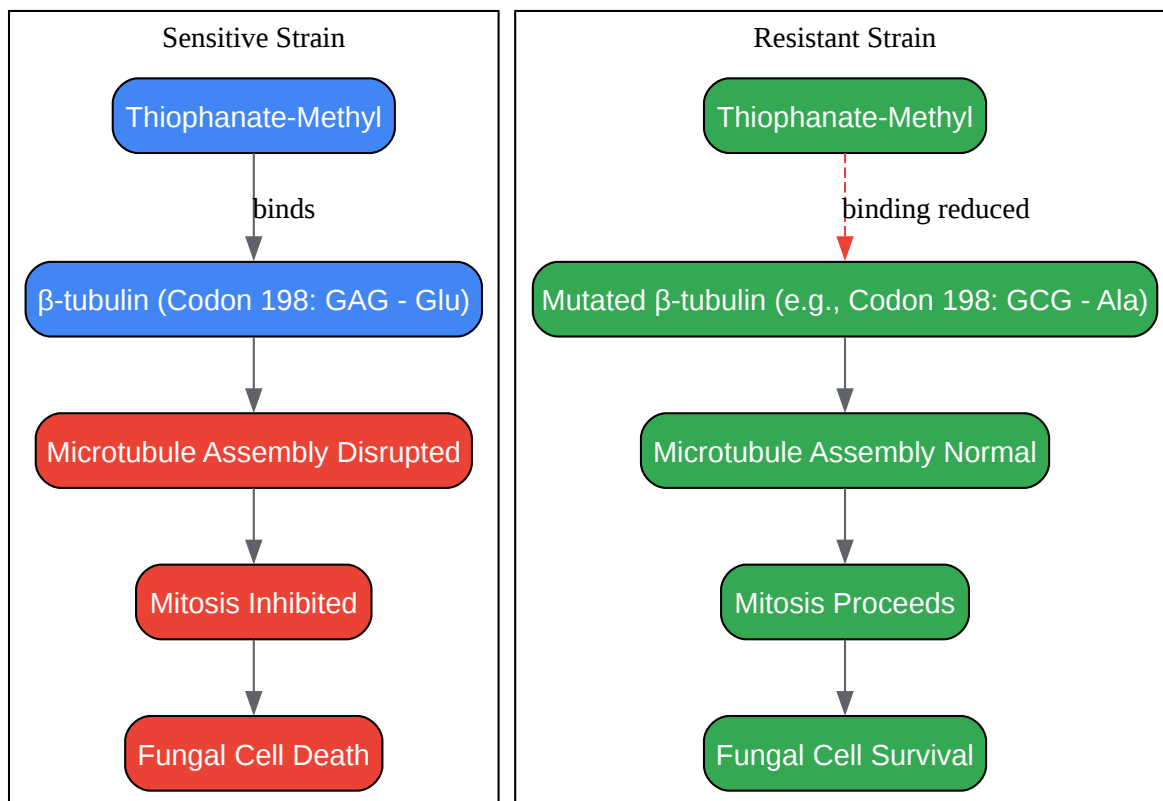 Sensitive Strain
Thiophanate-Methyl
binds
β-tubulin (Codon 198: GAG - Glu)
Microtubule Assembly Disrupted
Mitosis Inhibited
Fungal Cell Death
Resistant Strain
Thiophanate-Methyl
binding reduced
Mutated β-tubulin (e.g., Codon 198: GCG - Ala)
Microtubule Assembly Normal
Mitosis Proceeds
Fungal Cell Survival